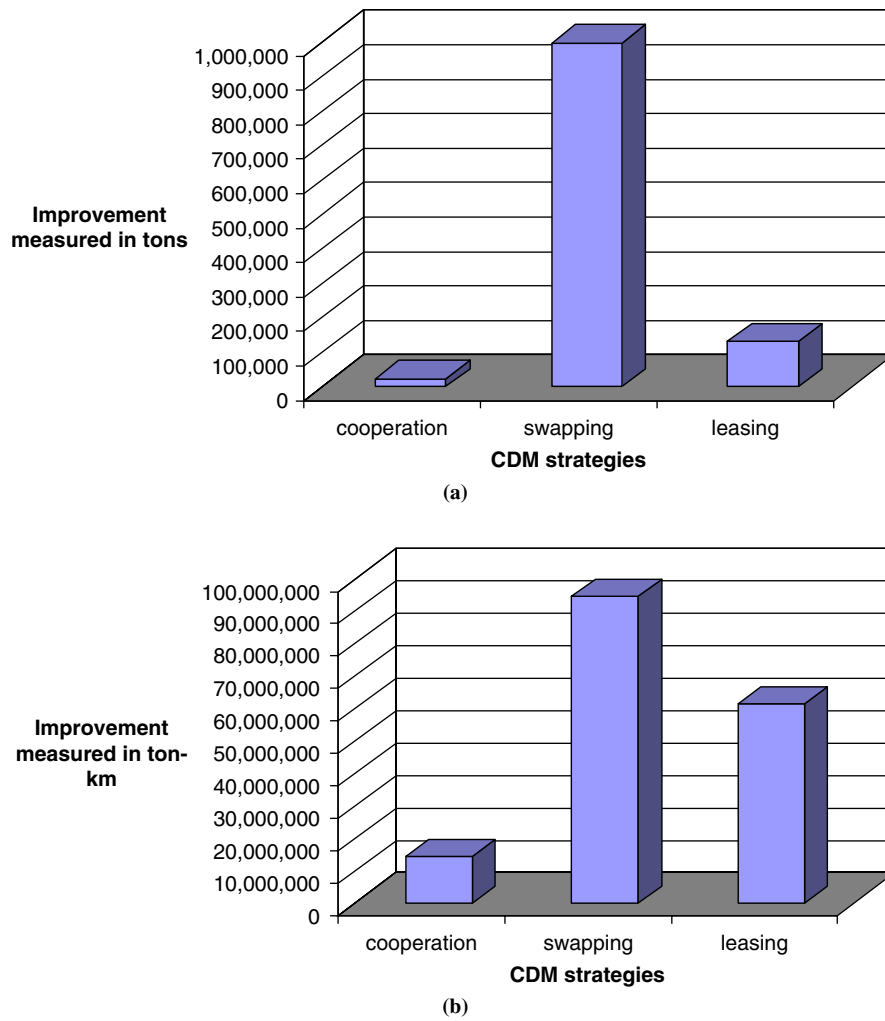 1,000,000
900,000
800,000
700,000
600,000
500,000
400,000
300,000
200,000
100,000
0
Improvement
measured in tons
cooperation swapping leasing
CDM strategies
(a)
100,000,000
90,000,000
80,000,000
70,000,000
60,000,000
50,000,000
40,000,000
30,000,000
20,000,000
10,000,000
0
Improvement
measured in ton-
km
cooperation swapping leasing
CDM strategies
(b)